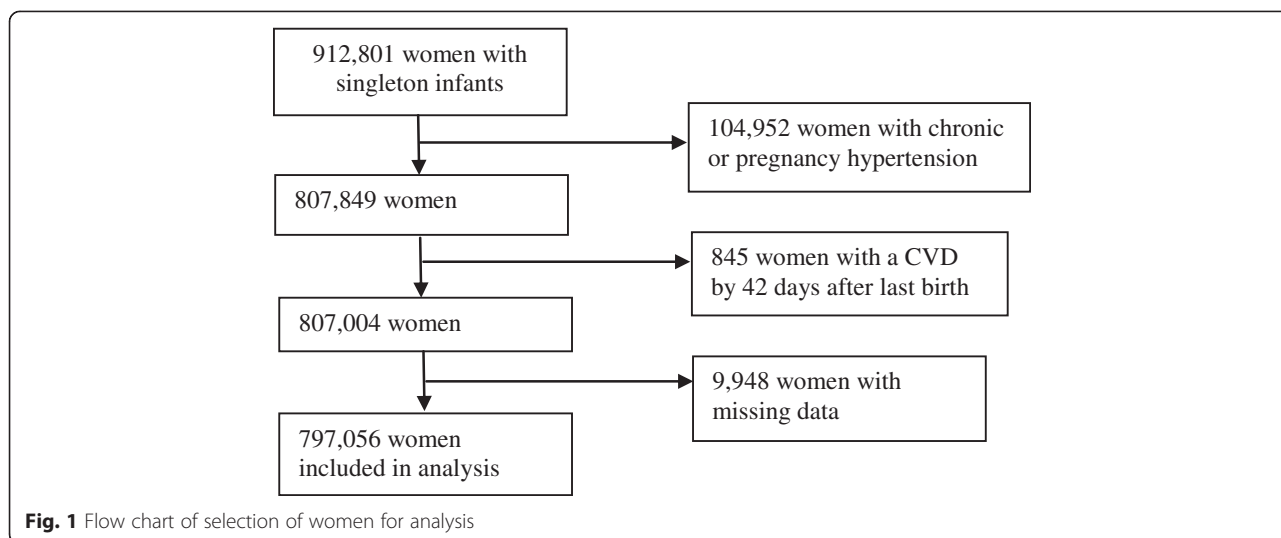 912,801 women with
singleton infants
104,952 women with chronic
or pregnancy hypertension
807,849 women
845 women with a CVD
by 42 days after last birth
807,004 women
9,948 women with
missing data
797,056 women
included in analysis
Fig. 1 Flow chart of selection of women for analysis